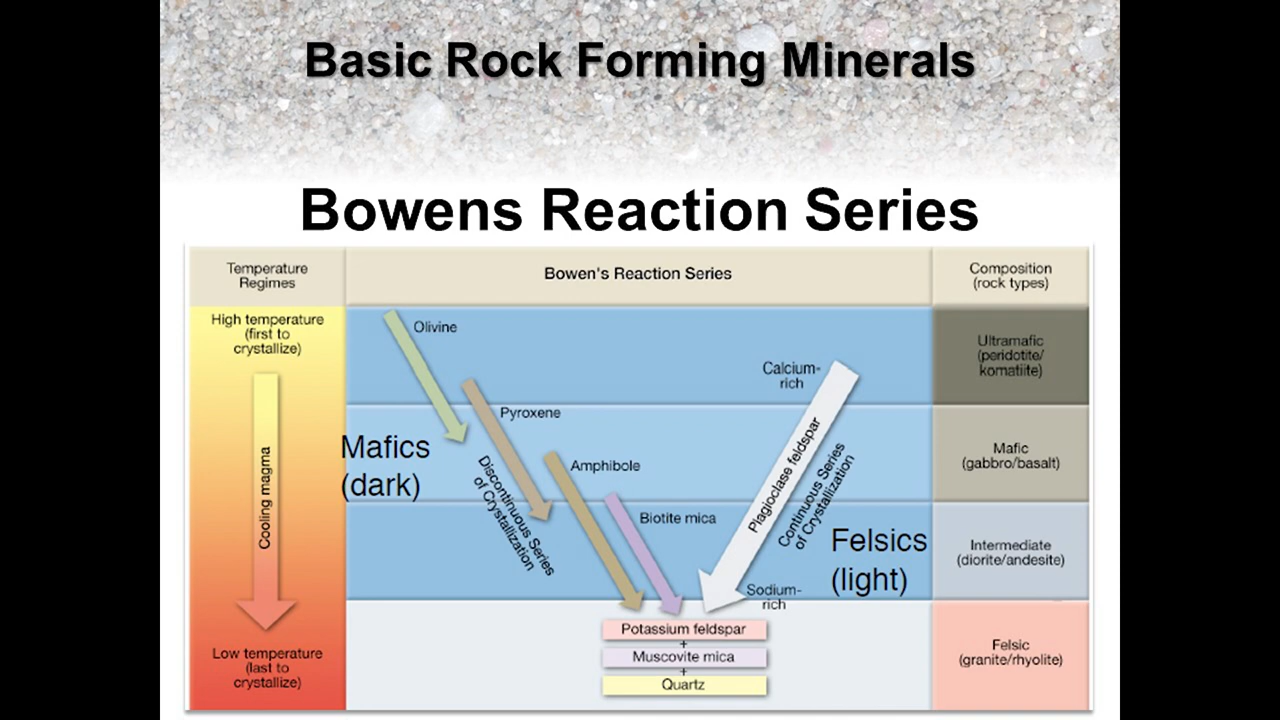 Basic Rock Forming Minerals
Bowens Reaction Series
Temperature
Regimes
Bowen's Reaction Series
Composition
(rock types)
High temperature
(first to
crystallize)
Cooling magma
Low temperature
(last to
crystallize)
Olivine
Pyroxene
Amphibole
Biotite mica
Mafics
(dark)
Discontinuous Series
of Crystallization
Calcium-
rich
Plagioclase feldspar
Continuous Series
of Crystallization
Felsics
(light)
Sodium-
rich
Potassium feldspar
+
Muscovite mica
+
Quartz
Ultramafic
(peridotite/
komatiite)
Mafic
(gabbro/basalt)
Intermediate
(diorite/andesite)
Felsic
(granite/rhyolite)